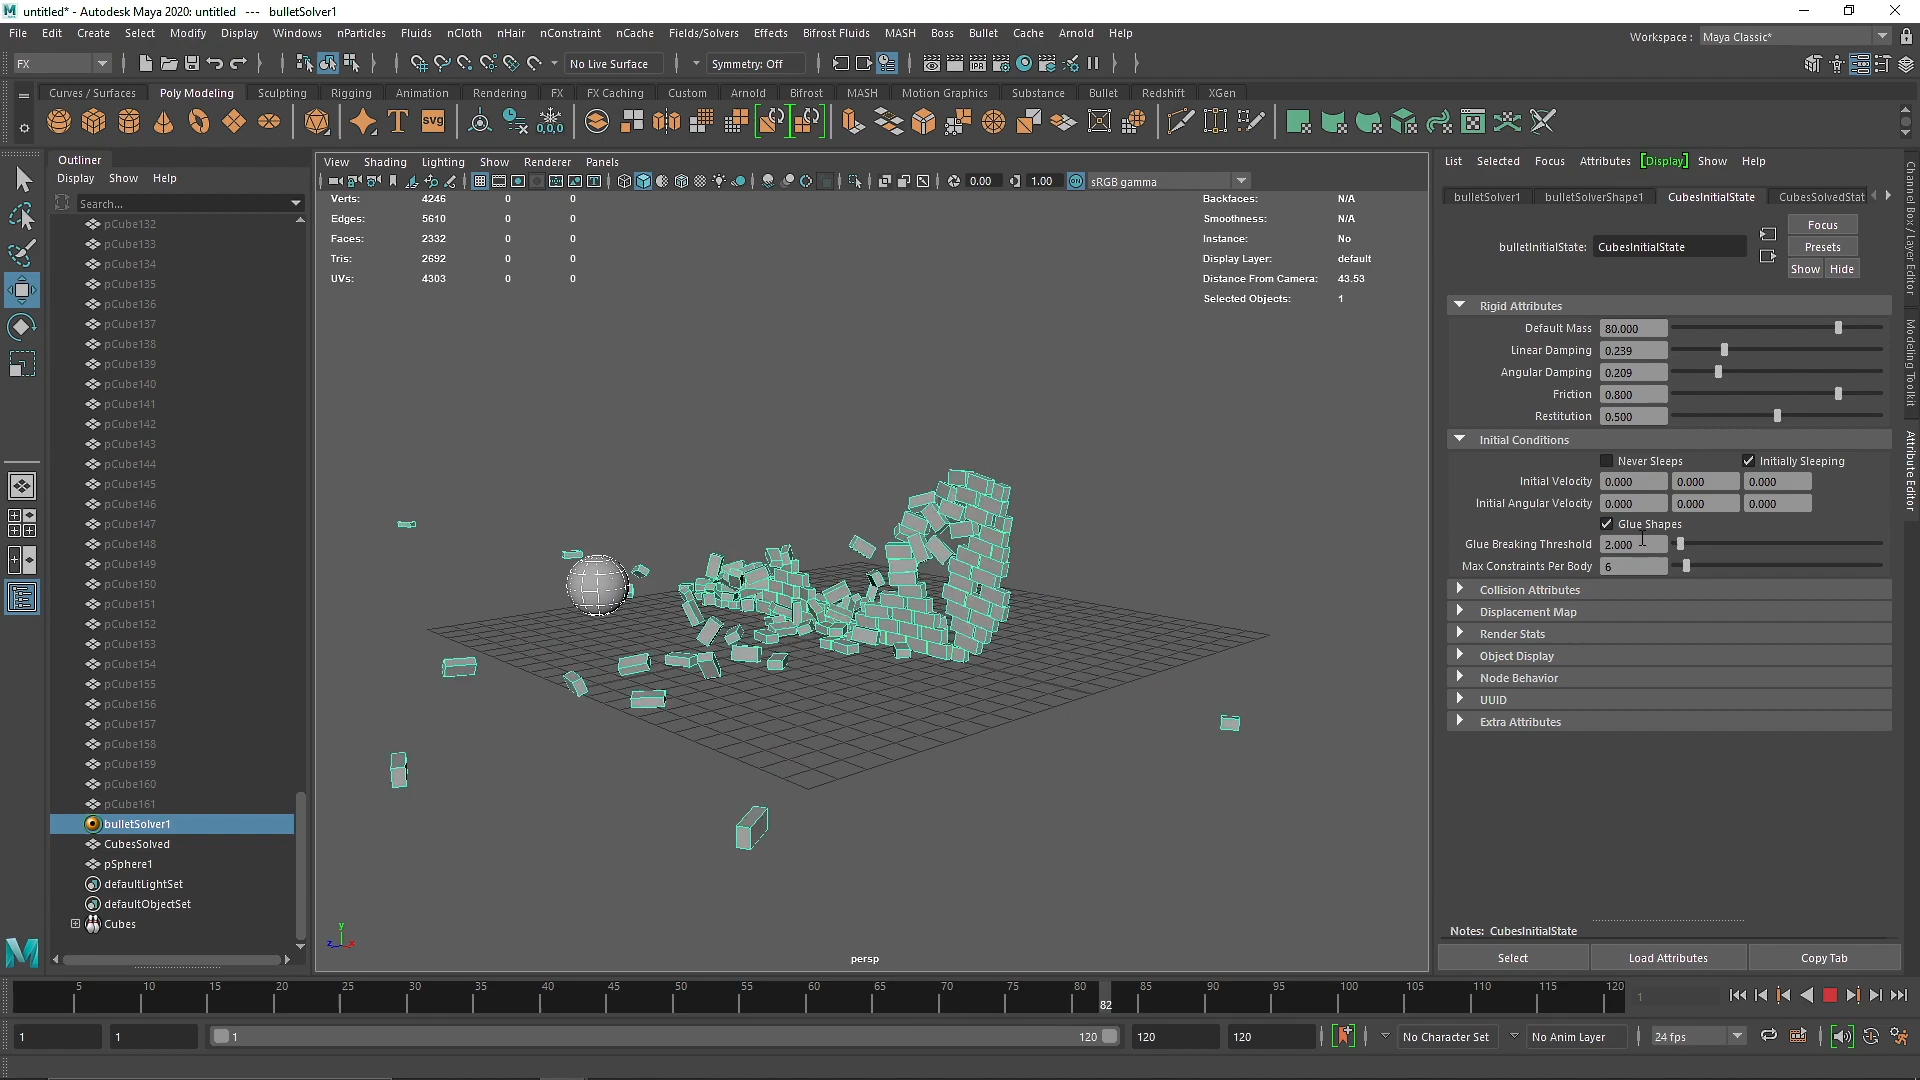 untitled* - Autodesk Maya 2020: untitled   ---   bulletSolver1
File Edit Create Select Modify Display Windows nParticles Fluids nCloth nHair nConstraint nCache Fields/Solvers Effects Bifrost Fluids MASH Boss Bullet Cache Arnold Help
Workspace : Maya Classic*
FX
No Live Surface
Symmetry: Off
Curves / Surfaces Poly Modeling Sculpting Rigging Animation Rendering FX FX Caching Custom Arnold Bifrost MASH Motion Graphics Substance Bullet Redshift XGen
T
svg
0,0,0
Outliner
Display Show Help
Search...
pCube132
pCube133
pCube134
pCube135
pCube136
pCube137
pCube138
pCube139
pCube140
pCube141
pCube142
pCube143
pCube144
pCube145
pCube146
pCube147
pCube148
pCube149
pCube150
pCube151
pCube152
pCube153
pCube154
pCube155
pCube156
pCube157
pCube158
pCube159
pCube160
pCube161
bulletSolver1
CubesSolved
pSphere1
defaultLightSet
defaultObjectSet
Cubes
View Shading Lighting Show Renderer Panels
0.00
1.00
ON
sRGB gamma
Verts: 4246 0 0
Edges: 5610 0 0
Faces: 2332 0 0
Tris: 2692 0 0
UVs: 4303 0 0
Backfaces: N/A
Smoothness: N/A
Instance: No
Display Layer: default
Distance From Camera: 43.53
Selected Objects: 1
y
z
x
persp
List Selected Focus Attributes [Display] Show Help
bulletSolver1 bulletSolverShape1 CubesInitialState CubesSolvedStat
bulletInitialState: CubesInitialState
Focus
Presets
Show Hide
Rigid Attributes
Default Mass 80.000
Linear Damping 0.239
Angular Damping 0.209
Friction 0.800
Restitution 0.500
Initial Conditions
Never Sleeps Initially Sleeping
Initial Velocity 0.000 0.000 0.000
Initial Angular Velocity 0.000 0.000 0.000
Glue Shapes
Glue Breaking Threshold 2.000
Max Constraints Per Body 6
Collision Attributes
Displacement Map
Render Stats
Object Display
Node Behavior
UUID
Extra Attributes
Notes: CubesInitialState
Select Load Attributes Copy Tab
Channel Box / Layer Editor
Modeling Toolkit
Attribute Editor
5 10 15 20 25 30 35 40 45 50 55 60 65 70 75 80 85 90 95 100 105 110 115 120
82
1
1 1 1 120 120 120 No Character Set No Anim Layer 24 fps